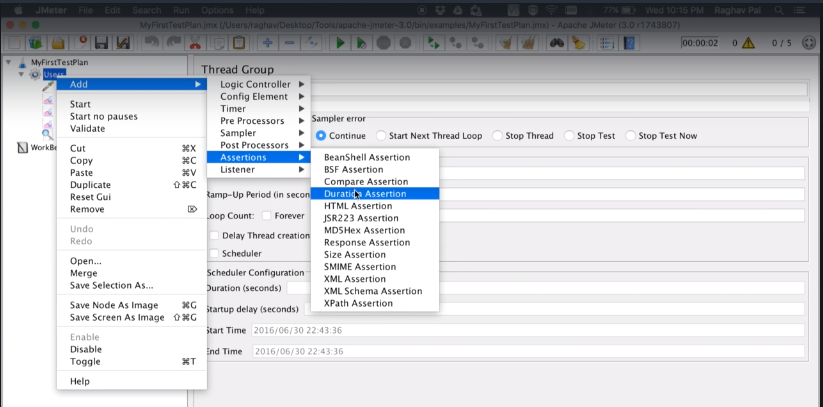 JMeter File Edit Search Run Options Help 77% Wed 10:15 PM Raghav Pal
MyFirstTestPlan.jmx (/Users/raghav/Desktop/Tools/apache-jmeter-3.0/bin/examples/MyFirstTestPlan.jmx) - Apache JMeter (3.0 r1743807)
00:00:02 0 0 / 5
MyFirstTestPlan
Users
WorkBe
Add
Start
Start no pauses
Validate
Cut ⌘X
Copy ⌘C
Paste ⌘V
Duplicate ⇧⌘C
Reset Gui
Remove ⌦
Undo
Redo
Open...
Merge
Save Selection As...
Save Node As Image ⌘G
Save Screen As Image ⇧⌘G
Enable
Disable
Toggle ⌘T
Help
Logic Controller
Config Element
Timer
Pre Processors
Sampler
Post Processors
Assertions
Listener
BeanShell Assertion
BSF Assertion
Compare Assertion
Duration Assertion
HTML Assertion
JSR223 Assertion
MD5Hex Assertion
Response Assertion
Size Assertion
SMIME Assertion
XML Assertion
XML Schema Assertion
XPath Assertion
Thread Group
Sampler error
Continue Start Next Thread Loop Stop Thread Stop Test Stop Test Now
Ramp-Up Period (in secon
Loop Count: Forever
Delay Thread creation
Scheduler
Scheduler Configuration
Duration (seconds)
Startup delay (seconds)
Start Time 2016/06/30 22:43:36
End Time 2016/06/30 22:43:36